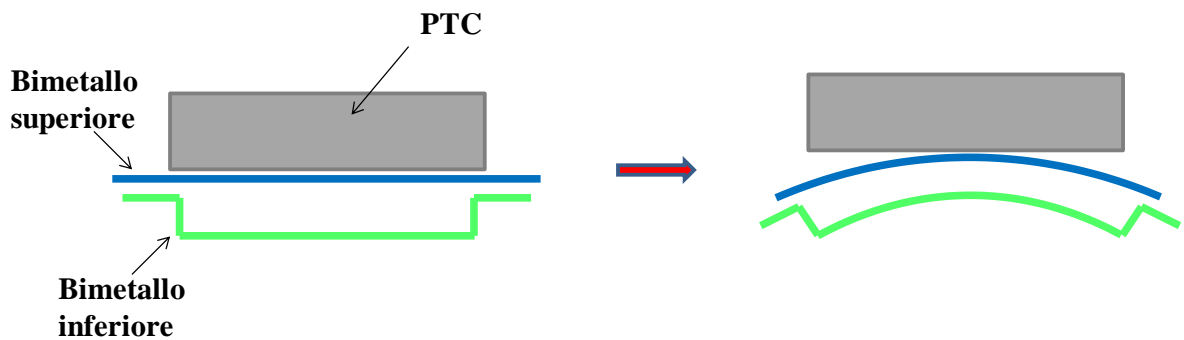 PTC
Bimetallo
superiore
Bimetallo
inferiore